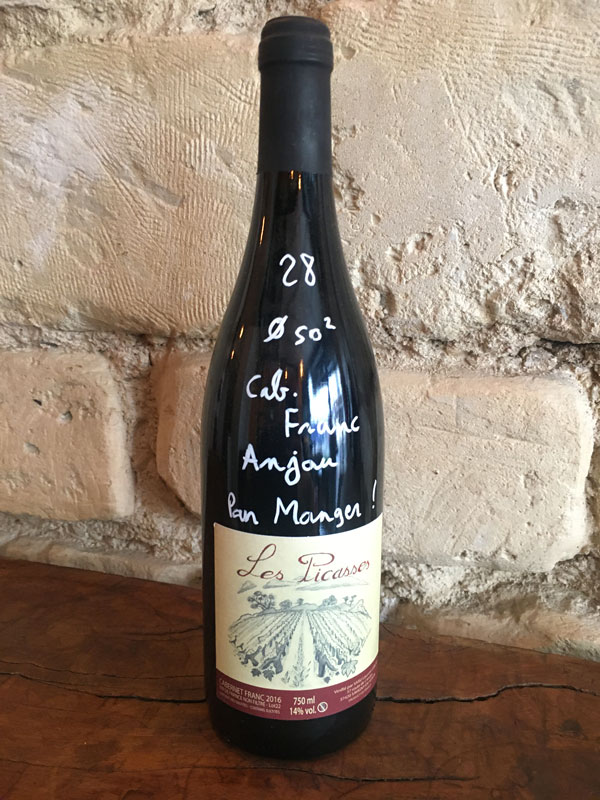 28
Ø SO²
Cab.
Franc
Anjou
Pan Manger !
Les Picasses
CABERNET FRANC 2016
750 ml
14% vol.